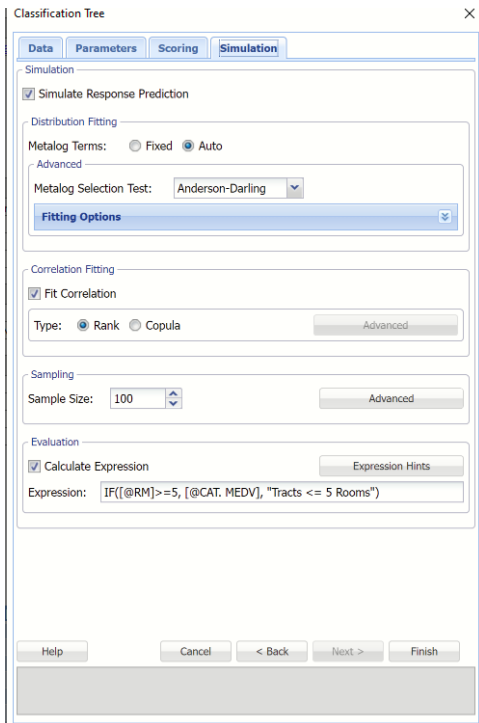 Classification Tree
Data Parameters Scoring Simulation
Simulation
Simulate Response Prediction
Distribution Fitting
Metalog Terms: Fixed Auto
Advanced
Metalog Selection Test: Anderson-Darling
Fitting Options
Correlation Fitting
Fit Correlation
Type: Rank Copula Advanced
Sampling
Sample Size: 100 Advanced
Evaluation
Calculate Expression Expression Hints
Expression: IF([@RM]>=5, [@CAT. MEDV], "Tracts <= 5 Rooms")
Help Cancel < Back Next > Finish